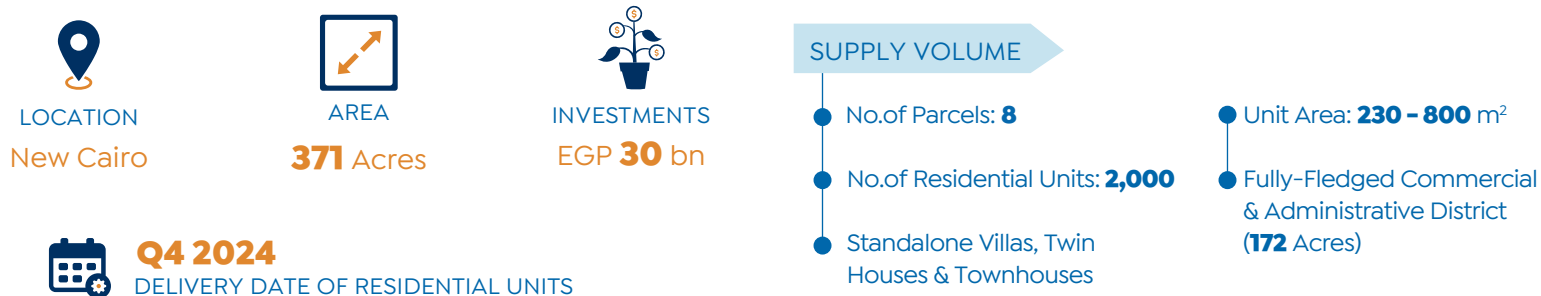 LOCATION
New Cairo
AREA
371 Acres
INVESTMENTS
EGP 30 bn
Q4 2024
DELIVERY DATE OF RESIDENTIAL UNITS
SUPPLY VOLUME
No.of Parcels: 8
No.of Residential Units: 2,000
Standalone Villas, Twin
Houses & Townhouses
Unit Area: 230 - 800 m²
Fully-Fledged Commercial
& Administrative District
(172 Acres)